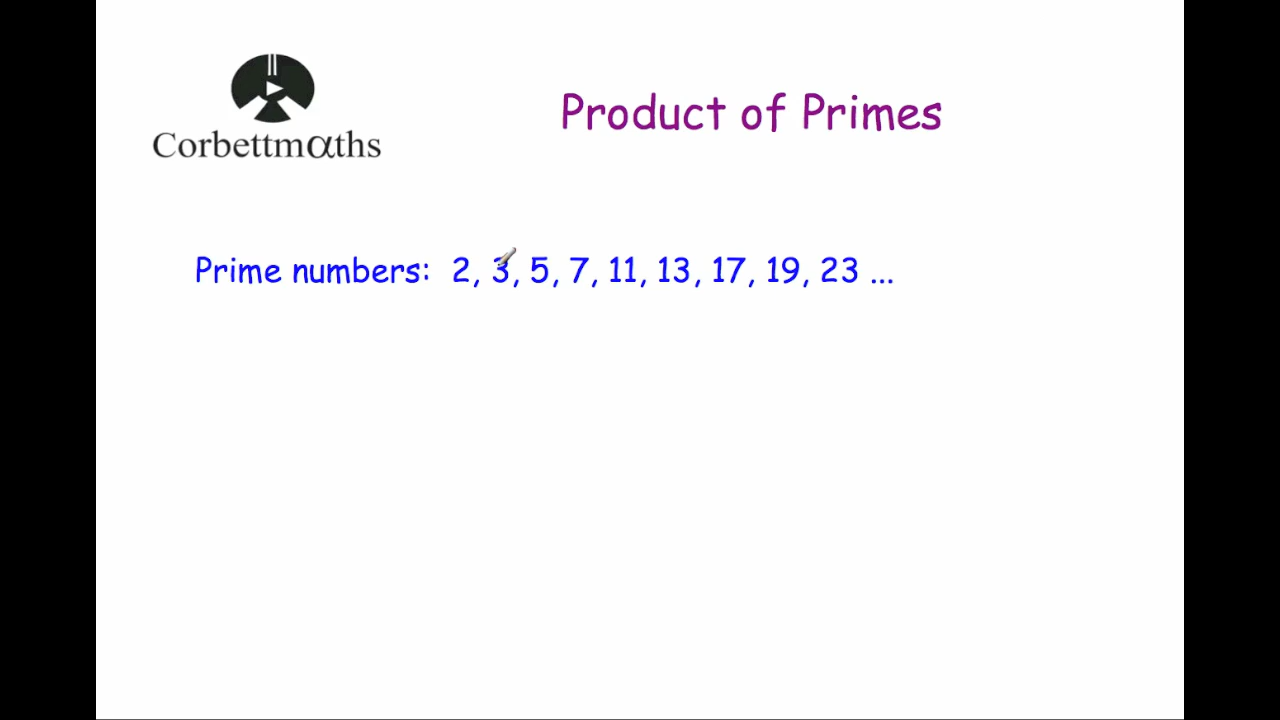 Product of Primes
Corbettmαths
Prime numbers: 2, 3, 5, 7, 11, 13, 17, 19, 23 ...